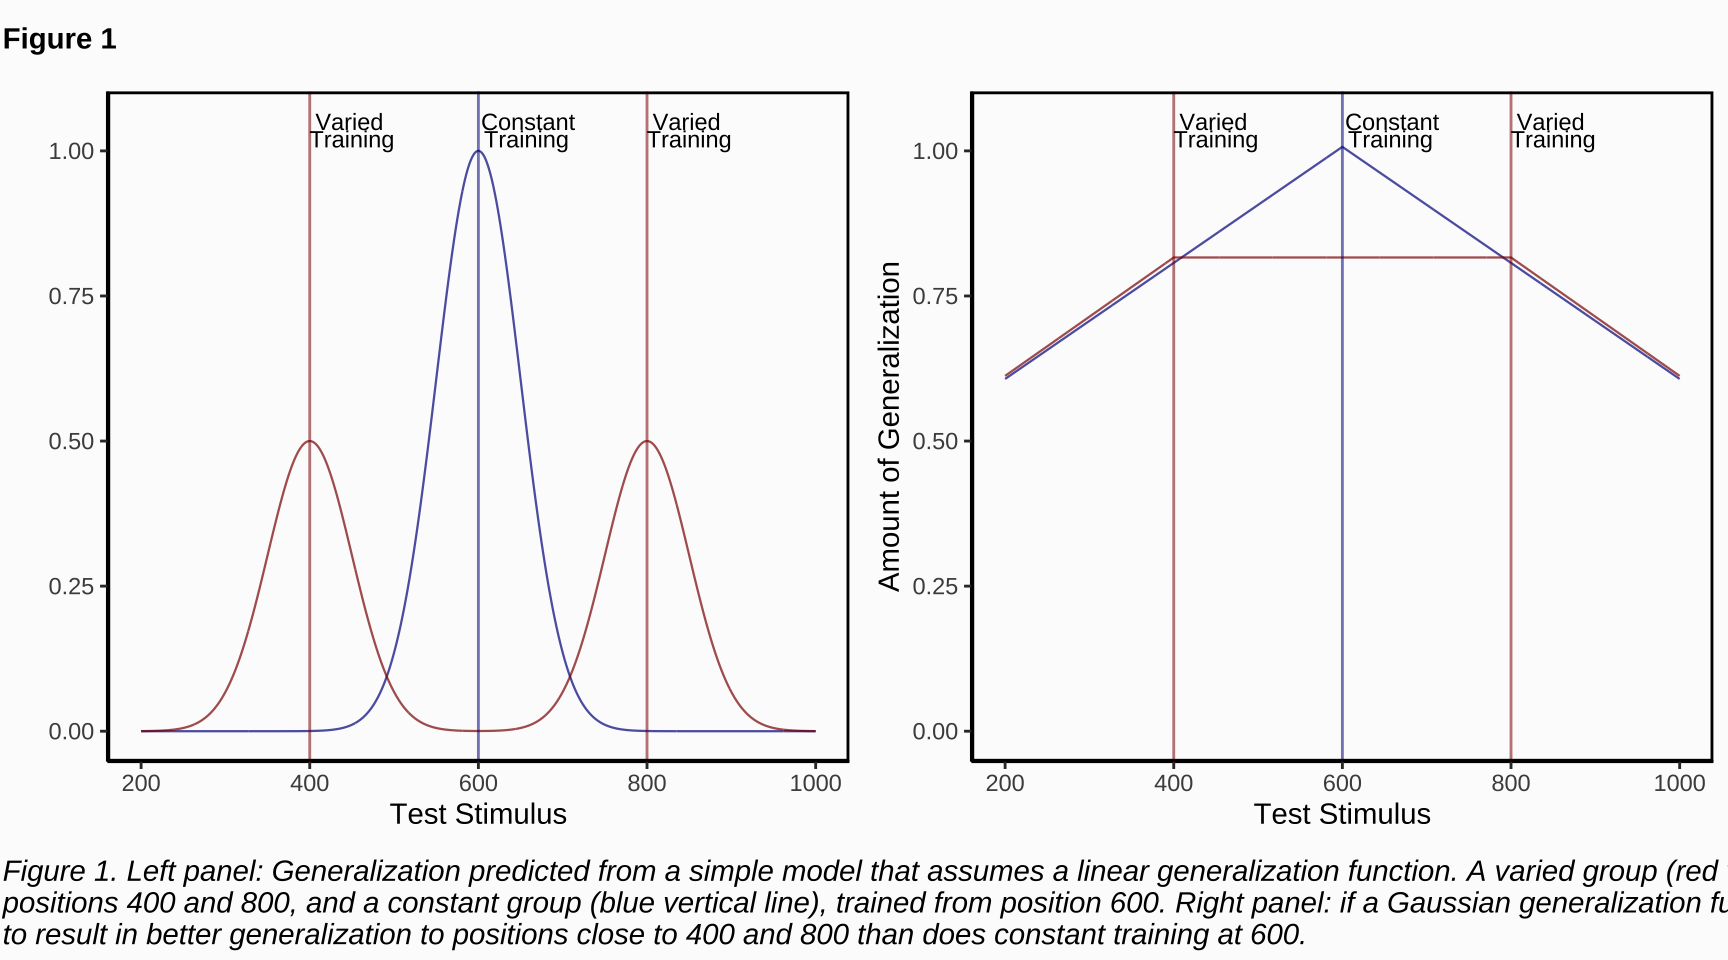 Figure 1
Varied
Training
Constant
Training
Varied
Training
1.00
0.75
0.50
0.25
0.00
200 400 600 800 1000
Test Stimulus
Amount of Generalization
Varied
Training
Constant
Training
Varied
Training
1.00
0.75
0.50
0.25
0.00
200 400 600 800 1000
Test Stimulus
Figure 1. Left panel: Generalization predicted from a simple model that assumes a linear generalization function. A varied group (red
positions 400 and 800, and a constant group (blue vertical line), trained from position 600. Right panel: if a Gaussian generalization
to result in better generalization to positions close to 400 and 800 than does constant training at 600.